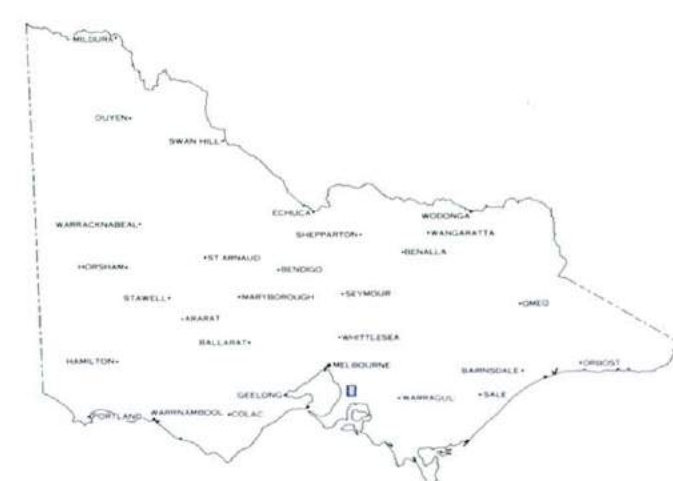 MILDURA
OUYEN
SWAN HILL
ECHUCA
WODONGA
WARRACKNABEAL
SHEPPARTON
WANGARATTA
BENALLA
ST ARNAUD
HORSHAM
BENDIGO
STAWELL
MARYBOROUGH
SEYMOUR
OMEO
ARARAT
BALLARAT
WHITTLESEA
HAMILTON
MELBOURNE
BAIRNSDALE
ORBOST
GEELONG
WARRAGUL
SALE
PORTLAND
WARRNAMBOOL
COLAC